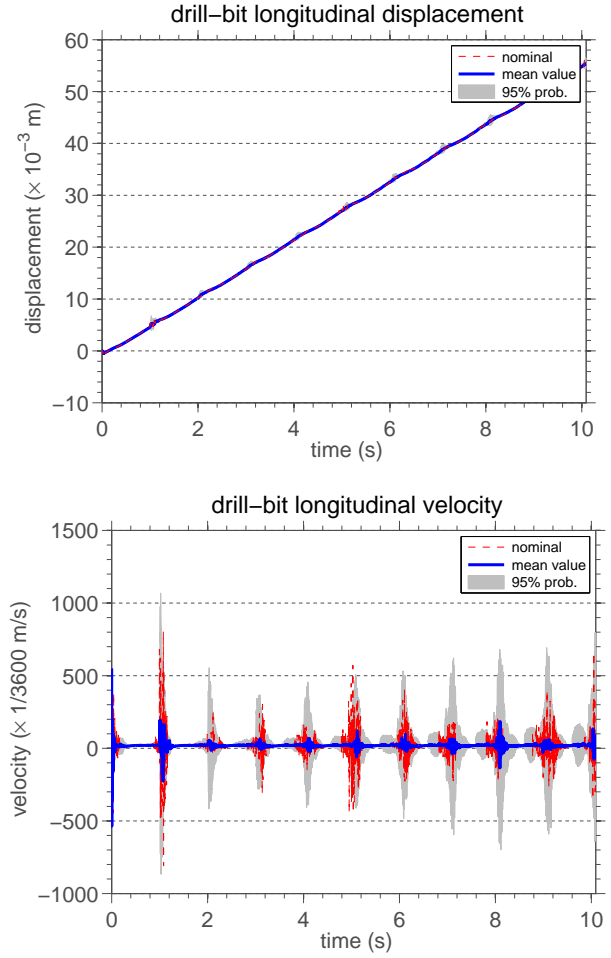 drill−bit longitudinal displacement
60
50
40
30
20
10
0
−10
displacement (× 10−3 m)
nominal
mean value
95% prob.
0 2 4 6 8 10
time (s)
drill−bit longitudinal velocity
1500
1000
500
0
−500
−1000
velocity (× 1/3600 m/s)
nominal
mean value
95% prob.
0 2 4 6 8 10
time (s)